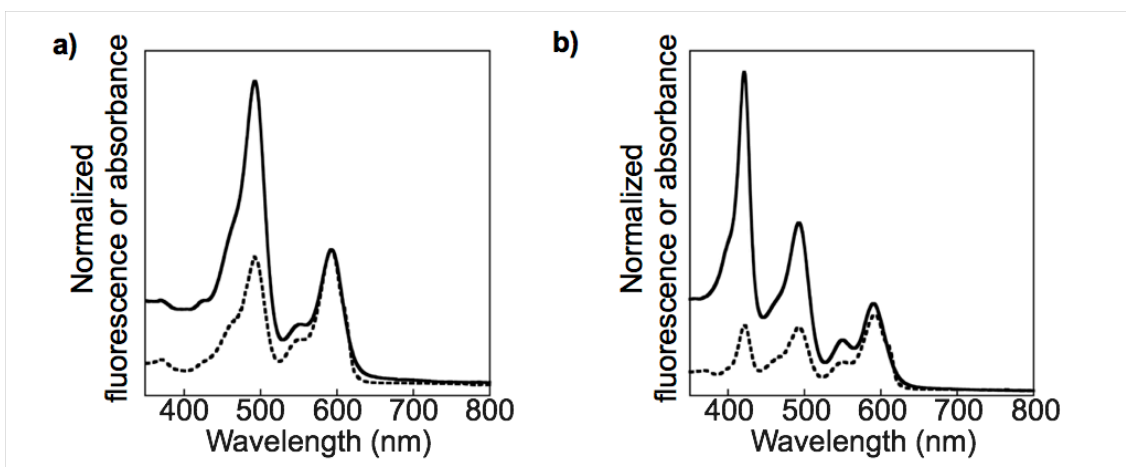 a)
Normalized
fluorescence or absorbance
400 500 600 700 800
Wavelength (nm)
b)
Normalized
fluorescence or absorbance
400 500 600 700 800
Wavelength (nm)